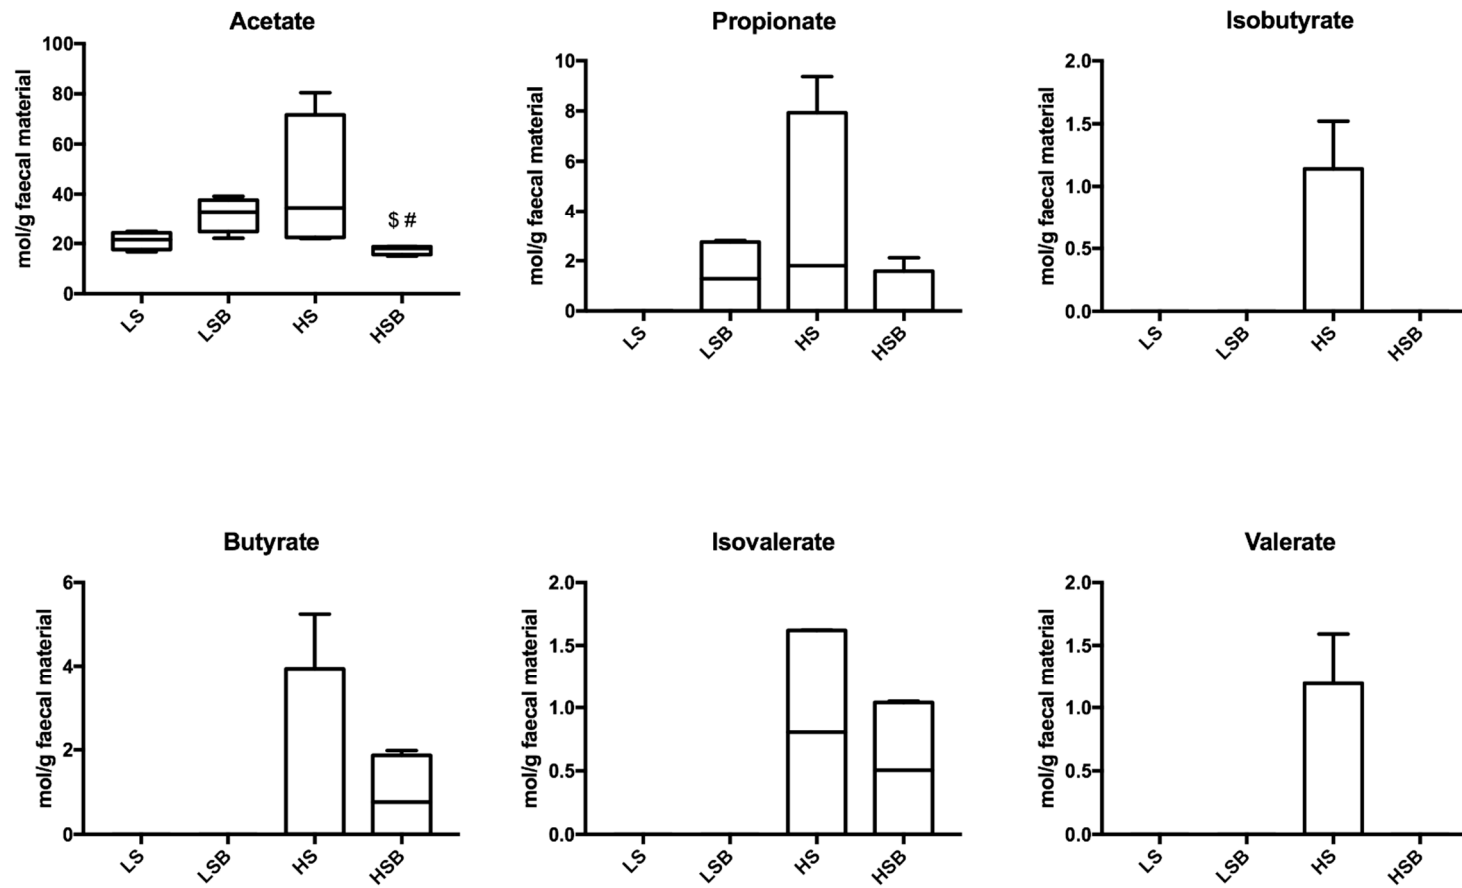 Acetate
mol/g faecal material
100
80
60
40
20
0
$ #
LS
LSB
HS
HSB
Propionate
mol/g faecal material
10
8
6
4
2
0
LS
LSB
HS
HSB
Isobutyrate
mol/g faecal material
2.0
1.5
1.0
0.5
0.0
LS
LSB
HS
HSB
Butyrate
mol/g faecal material
6
4
2
0
LS
LSB
HS
HSB
Isovalerate
mol/g faecal material
2.0
1.5
1.0
0.5
0.0
LS
LSB
HS
HSB
Valerate
mol/g faecal material
2.0
1.5
1.0
0.5
0.0
LS
LSB
HS
HSB